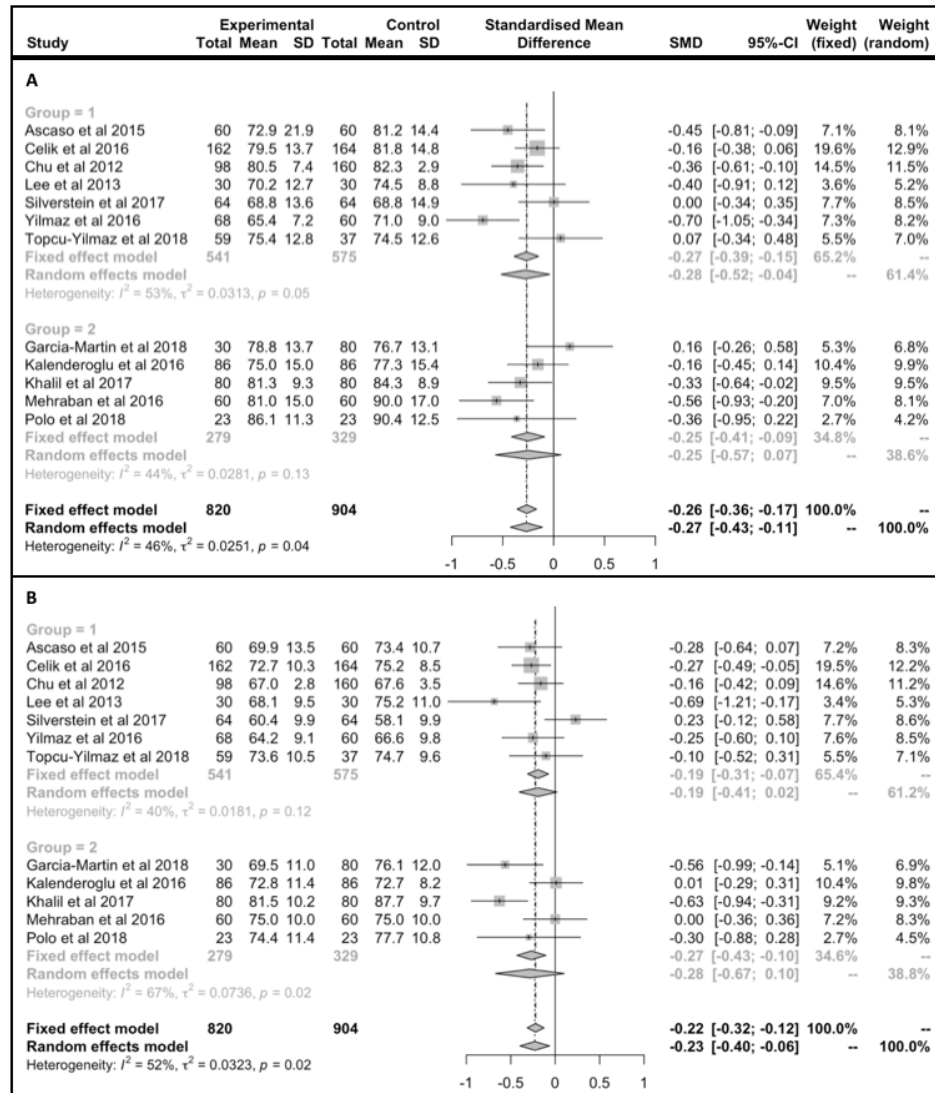 Experimental Control Standardised Mean Weight Weight
Study Total Mean SD Total Mean SD Difference SMD 95%-CI (fixed) (random)
A
Group = 1
Ascaso et al 2015 60 72.9 21.9 60 81.2 14.4 -0.45 [-0.81; -0.09] 7.1% 8.1%
Celik et al 2016 162 79.5 13.7 164 81.8 14.8 -0.16 [-0.38; 0.06] 19.6% 12.9%
Chu et al 2012 98 80.5 7.4 160 82.3 2.9 -0.36 [-0.61; -0.10] 14.5% 11.5%
Lee et al 2013 30 70.2 12.7 30 74.5 8.8 -0.40 [-0.91; 0.12] 3.6% 5.2%
Silverstein et al 2017 64 68.8 13.6 64 68.8 14.9 0.00 [-0.34; 0.35] 7.7% 8.5%
Yilmaz et al 2016 68 65.4 7.2 60 71.0 9.0 -0.70 [-1.05; -0.34] 7.3% 8.2%
Topcu-Yilmaz et al 2018 59 75.4 12.8 37 74.5 12.6 0.07 [-0.34; 0.48] 5.5% 7.0%
Fixed effect model 541 575 -0.27 [-0.39; -0.15] 65.2% --
Random effects model -0.28 [-0.52; -0.04] -- 61.4%
Heterogeneity: I² = 53%, τ² = 0.0313, p = 0.05
Group = 2
Garcia-Martin et al 2018 30 78.8 13.7 80 76.7 13.1 0.16 [-0.26; 0.58] 5.3% 6.8%
Kalenderoglu et al 2016 86 75.0 15.0 86 77.3 15.4 -0.16 [-0.45; 0.14] 10.4% 9.9%
Khalil et al 2017 80 81.3 9.3 80 84.3 8.9 -0.33 [-0.64; -0.02] 9.5% 9.5%
Mehraban et al 2016 60 81.0 15.0 60 90.0 17.0 -0.56 [-0.93; -0.20] 7.0% 8.1%
Polo et al 2018 23 86.1 11.3 23 90.4 12.5 -0.36 [-0.95; 0.22] 2.7% 4.2%
Fixed effect model 279 329 -0.25 [-0.41; -0.09] 34.8% --
Random effects model -0.25 [-0.57; 0.07] -- 38.6%
Heterogeneity: I² = 44%, τ² = 0.0281, p = 0.13
Fixed effect model 820 904 -0.26 [-0.36; -0.17] 100.0% --
Random effects model -0.27 [-0.43; -0.11] -- 100.0%
Heterogeneity: I² = 46%, τ² = 0.0251, p = 0.04
-1 -0.5 0 0.5 1
B
Group = 1
Ascaso et al 2015 60 69.9 13.5 60 73.4 10.7 -0.28 [-0.64; 0.07] 7.2% 8.3%
Celik et al 2016 162 72.7 10.3 164 75.2 8.5 -0.27 [-0.49; -0.05] 19.5% 12.2%
Chu et al 2012 98 67.0 2.8 160 67.6 3.5 -0.16 [-0.42; 0.09] 14.6% 11.2%
Lee et al 2013 30 68.1 9.5 30 75.2 11.0 -0.69 [-1.21; -0.17] 3.4% 5.3%
Silverstein et al 2017 64 60.4 9.9 64 58.1 9.9 0.23 [-0.12; 0.58] 7.7% 8.6%
Yilmaz et al 2016 68 64.2 9.1 60 66.6 9.8 -0.25 [-0.60; 0.10] 7.6% 8.5%
Topcu-Yilmaz et al 2018 59 73.6 10.5 37 74.7 9.6 -0.10 [-0.52; 0.31] 5.5% 7.1%
Fixed effect model 541 575 -0.19 [-0.31; -0.07] 65.4% --
Random effects model -0.19 [-0.41; 0.02] -- 61.2%
Heterogeneity: I² = 40%, τ² = 0.0181, p = 0.12
Group = 2
Garcia-Martin et al 2018 30 69.5 11.0 80 76.1 12.0 -0.56 [-0.99; -0.14] 5.1% 6.9%
Kalenderoglu et al 2016 86 72.8 11.4 86 72.7 8.2 0.01 [-0.29; 0.31] 10.4% 9.8%
Khalil et al 2017 80 81.5 10.2 80 87.7 9.7 -0.63 [-0.94; -0.31] 9.2% 9.3%
Mehraban et al 2016 60 75.0 10.0 60 75.0 10.0 0.00 [-0.36; 0.36] 7.2% 8.3%
Polo et al 2018 23 74.4 11.4 23 77.7 10.8 -0.30 [-0.88; 0.28] 2.7% 4.5%
Fixed effect model 279 329 -0.27 [-0.43; -0.10] 34.6% --
Random effects model -0.28 [-0.67; 0.10] -- 38.8%
Heterogeneity: I² = 67%, τ² = 0.0736, p = 0.02
Fixed effect model 820 904 -0.22 [-0.32; -0.12] 100.0% --
Random effects model -0.23 [-0.40; -0.06] -- 100.0%
Heterogeneity: I² = 52%, τ² = 0.0323, p = 0.02
-1 -0.5 0 0.5 1